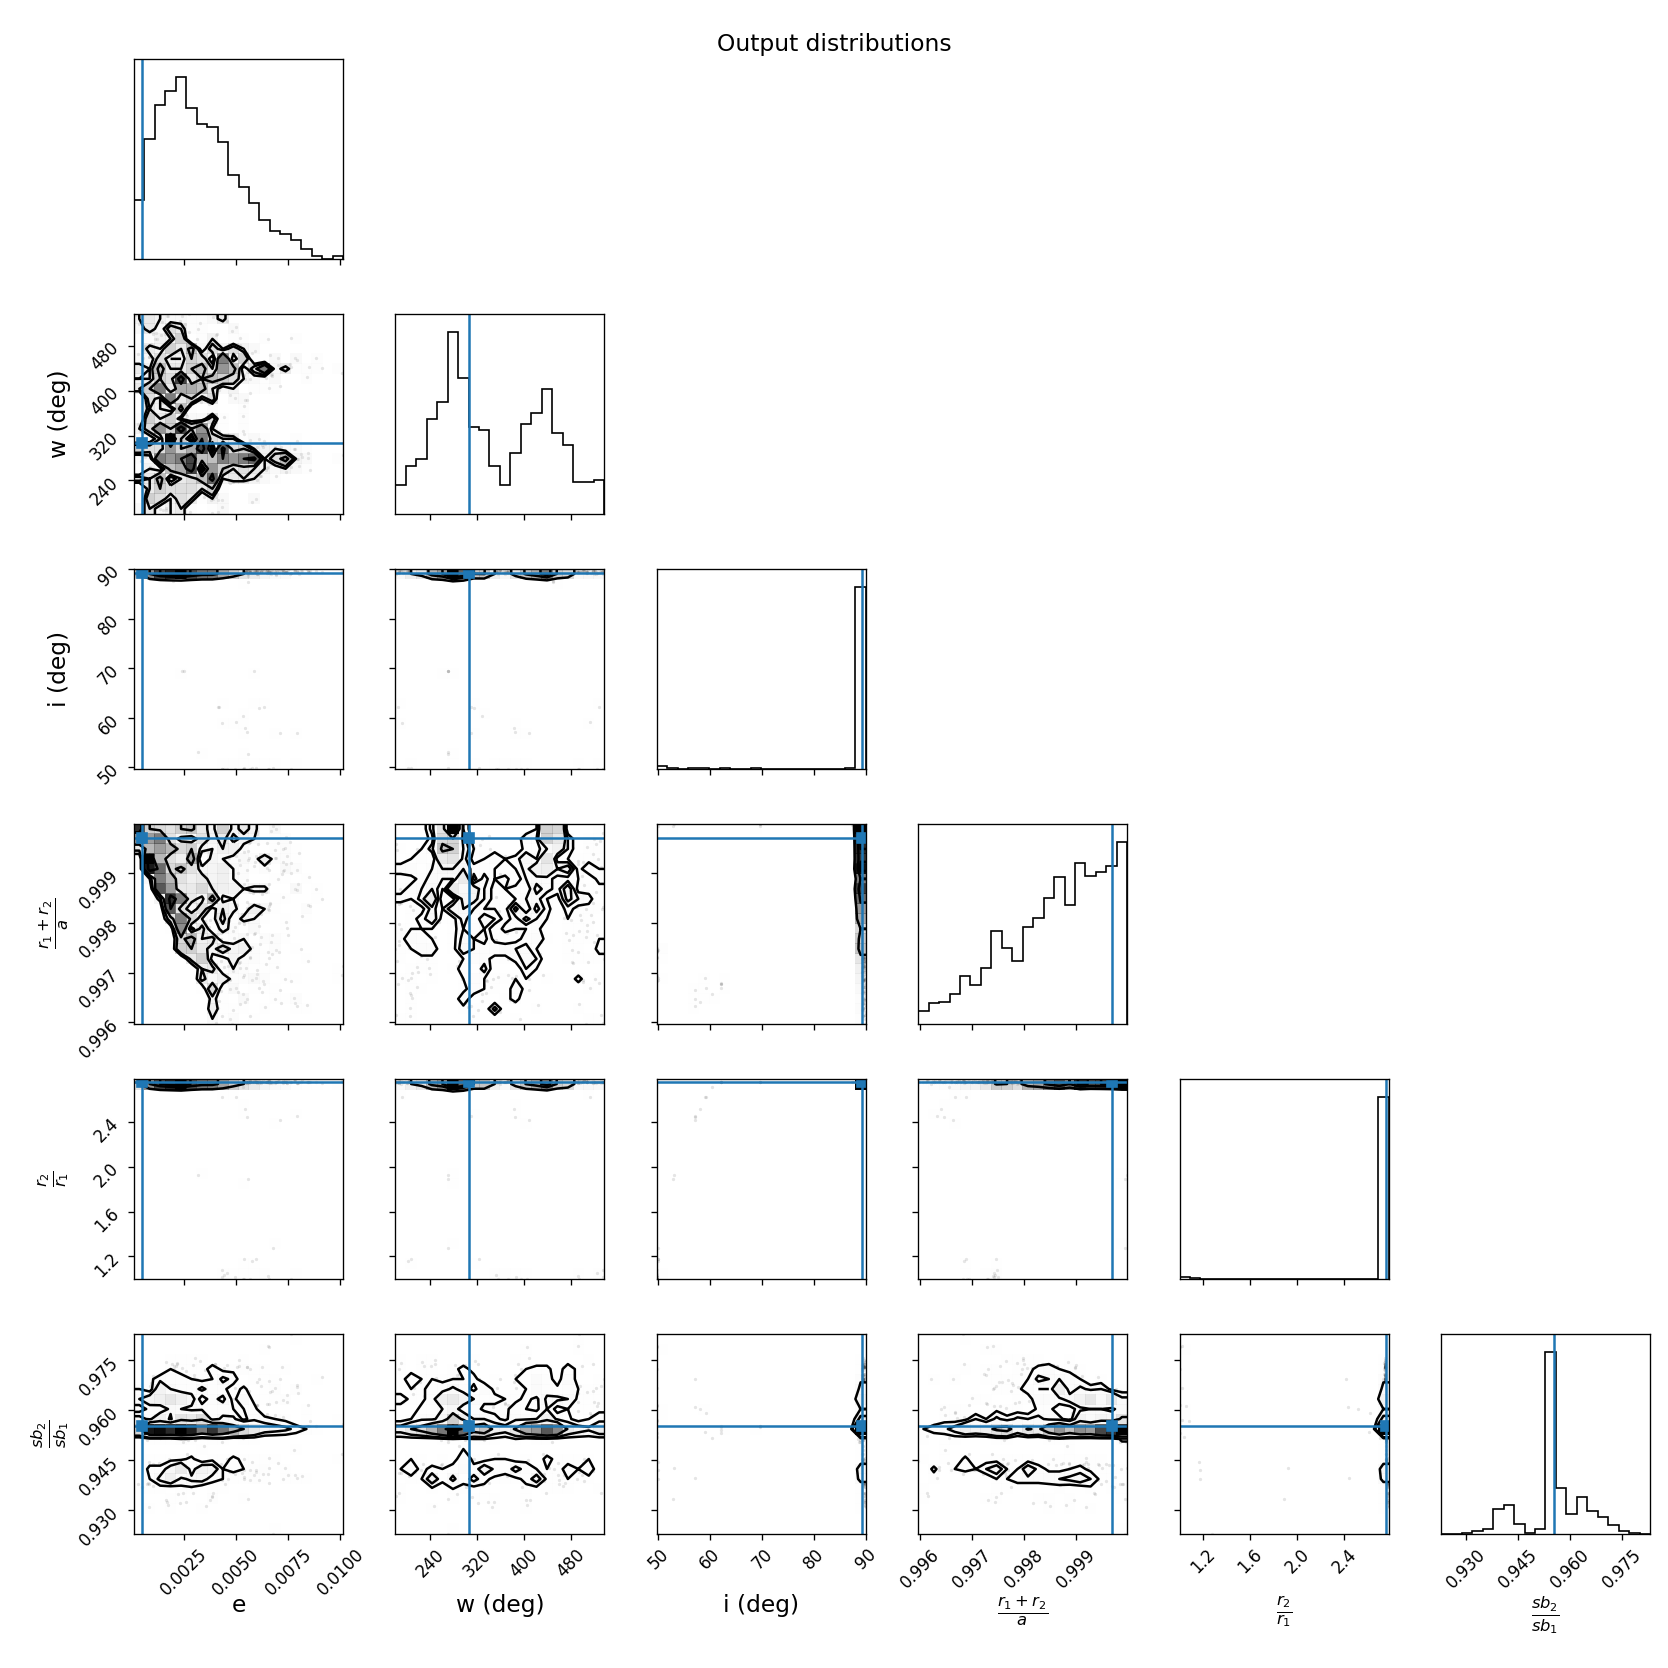 Output distributions
480
400
320
240
w (deg)
90
80
70
60
50
i (deg)
0.999
0.998
0.997
0.996
r₁ + r₂
a
2.4
2.0
1.6
1.2
r₂
r₁
0.975
0.960
0.945
0.930
sb₂
sb₁
0.0025 0.0050 0.0075 0.0100 240 320 400 480 50 60 70 80 90 0.996 0.997 0.998 0.999 1.2 1.6 2.0 2.4 0.930 0.945 0.960 0.975
e w (deg) i (deg)
r₁ + r₂ r₂ sb₂
a r₁ sb₁